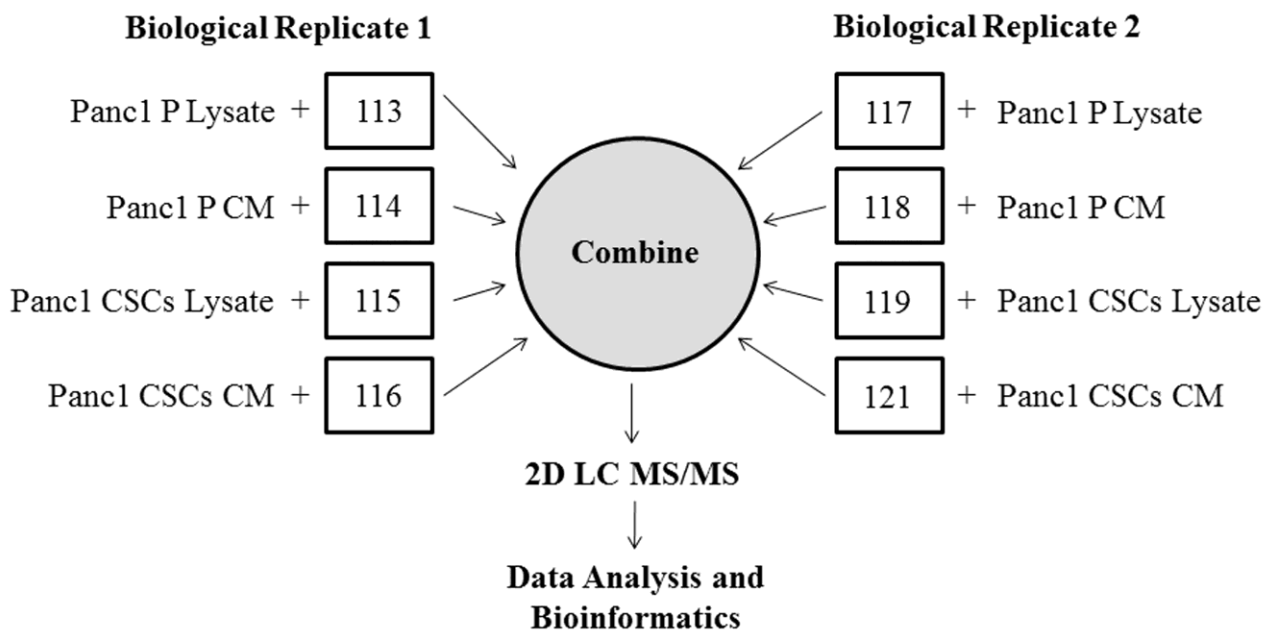 Biological Replicate 1
Biological Replicate 2
Panc1 P Lysate + 113
117 + Panc1 P Lysate
Panc1 P CM + 114
118 + Panc1 P CM
Combine
Panc1 CSCs Lysate + 115
119 + Panc1 CSCs Lysate
Panc1 CSCs CM + 116
121 + Panc1 CSCs CM
2D LC MS/MS
Data Analysis and
Bioinformatics